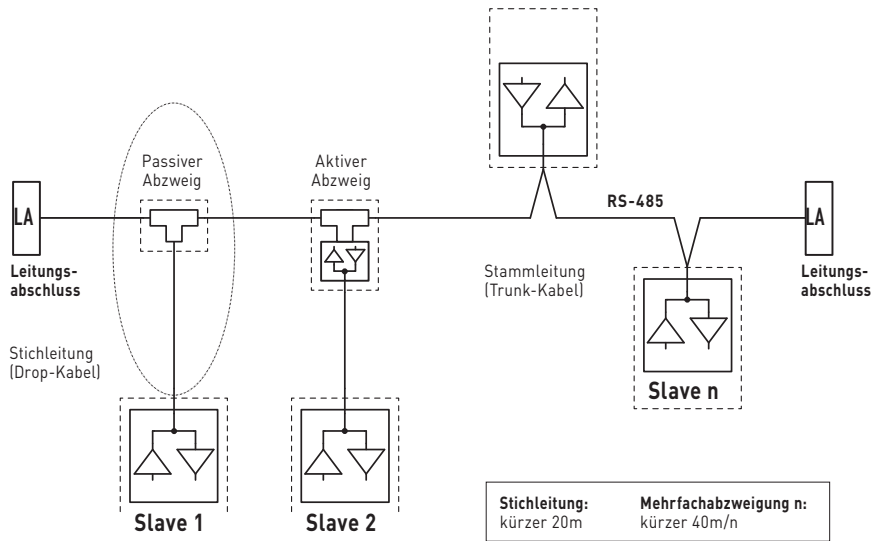 Passiver
Abzweig
Aktiver
Abzweig
RS-485
LA
LA
Leitungs-
abschluss
Stammleitung
(Trunk-Kabel)
Leitungs-
abschluss
Stichleitung
(Drop-Kabel)
Slave n
Slave 1
Slave 2
Stichleitung:
kürzer 20m
Mehrfachabzweigung n:
kürzer 40m/n